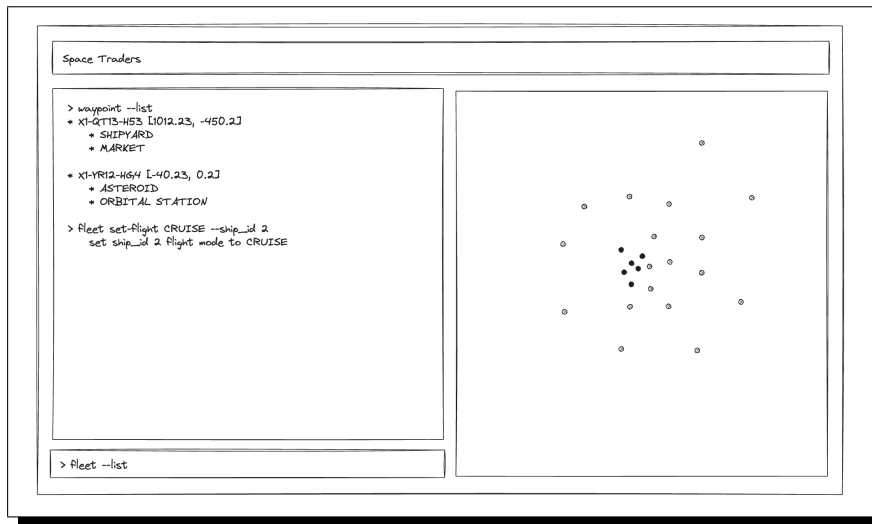 Space Traders
> waypoint --list
* X1-QT13-H53 [1012.23, -450.2]
* SHIPYARD
* MARKET
* X1-YR12-HG4 [-40.23, 0.2]
* ASTEROID
* ORBITAL STATION
> fleet set-flight CRUISE --ship_id 2
set ship_id 2 flight mode to CRUISE
> fleet --list